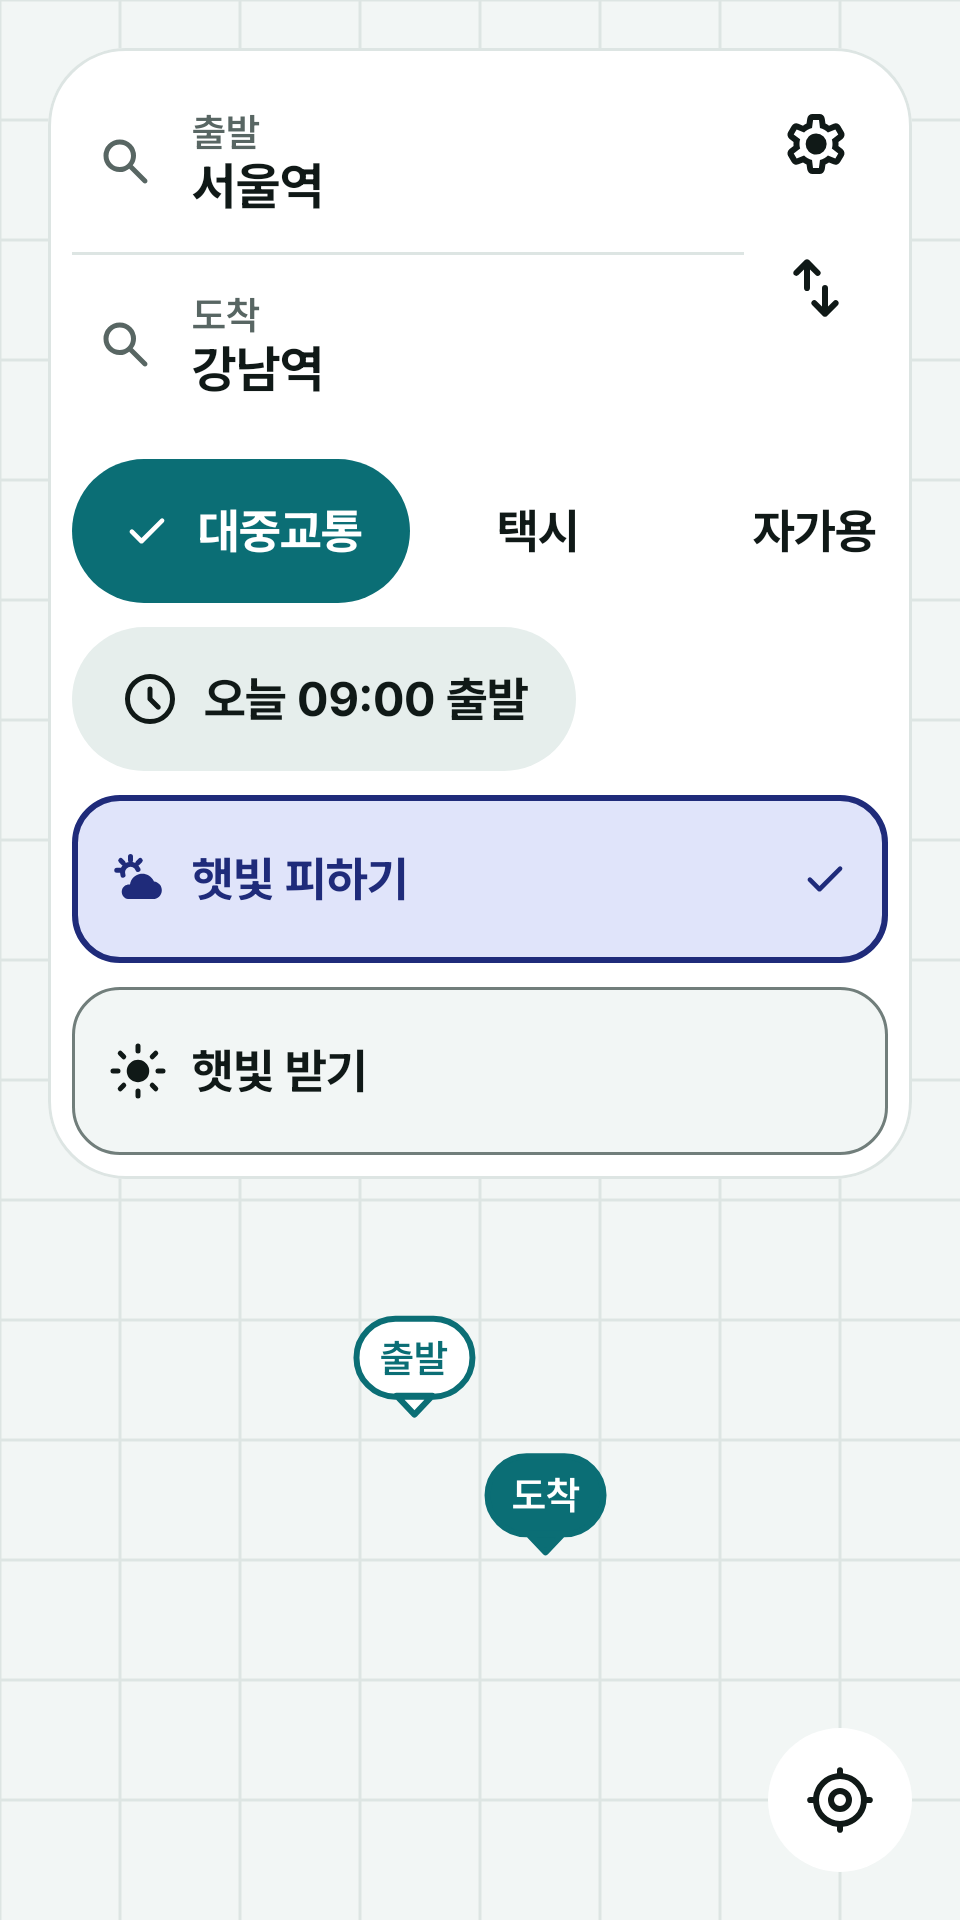 출발
서울역
도착
강남역
대중교통 택시 자가용
오늘 09:00 출발
햇빛 피하기
햇빛 받기
출발
도착